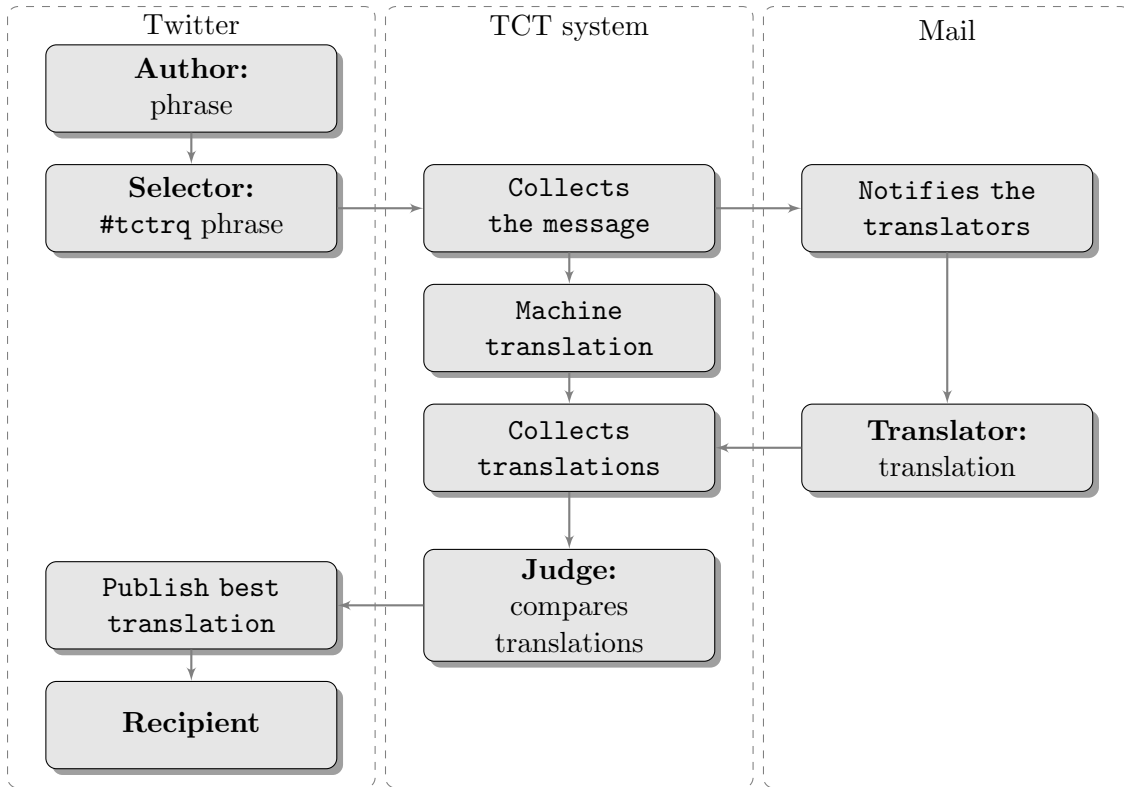 Twitter
TCT system
Mail
Author:
phrase
Selector:
#tctrq phrase
Collects
the message
Notifies the
translators
Machine
translation
Collects
translations
Translator:
translation
Publish best
translation
Judge:
compares
translations
Recipient